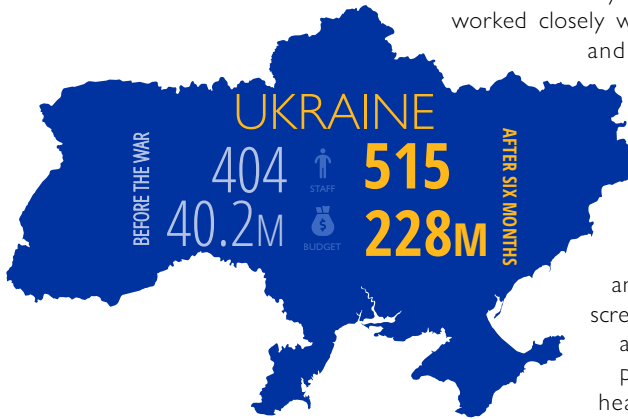 worked closely w
and
UKRAINE
BEFORE THE WAR
404
STAFF
515
40.2M
BUDGET
228M
AFTER SIX MONTHS
ar
scre
a
p
hea